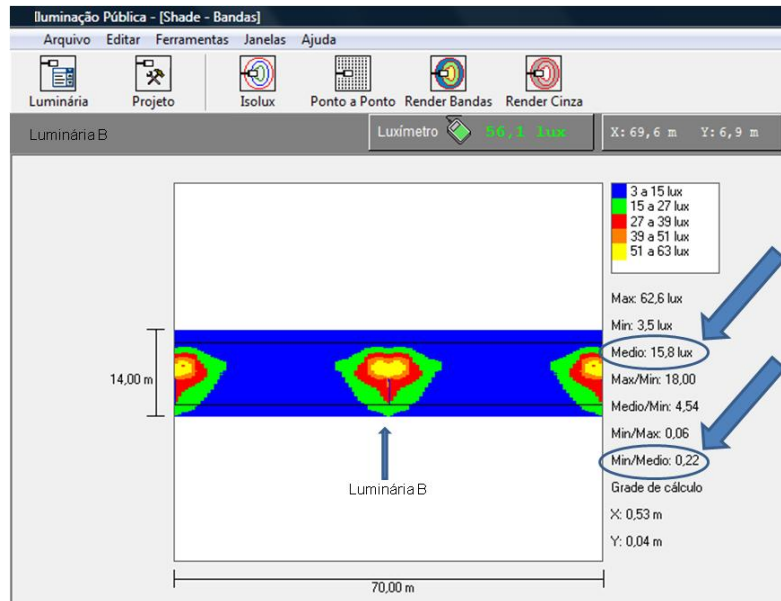 Iluminação Pública - [Shade - Bandas]
Arquivo Editar Ferramentas Janelas Ajuda
Luminária Projeto Isolux Ponto a Ponto Render Bandas Render Cinza
Luminária B Luxímetro 56,1 lux X: 69,6 m Y: 6,9 m
3 a 15 lux
15 a 27 lux
27 a 39 lux
39 a 51 lux
51 a 63 lux
Max: 62,6 lux
Min: 3,5 lux
Medio: 15,8 lux
Max/Min: 18,00
Medio/Min: 4,54
Min/Max: 0,06
Min/Medio: 0,22
Grade de cálculo
X: 0,53 m
Y: 0,04 m
14,00 m
Luminária B
70,00 m